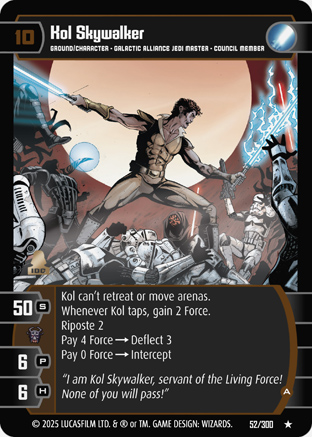 10 Kol Skywalker
GROUND/CHARACTER - GALACTIC ALLIANCE JEDI MASTER - COUNCIL MEMBER
IDC
50 S
6 P
6 H
Kol can't retreat or move arenas.
Whenever Kol taps, gain 2 Force.
Riposte 2
Pay 4 Force → Deflect 3
Pay 0 Force → Intercept
"I am Kol Skywalker, servant of the Living Force!
None of you will pass!"
A
© 2025 LUCASFILM LTD. & ® or TM. GAME DESIGN: WIZARDS. 52/300 ★